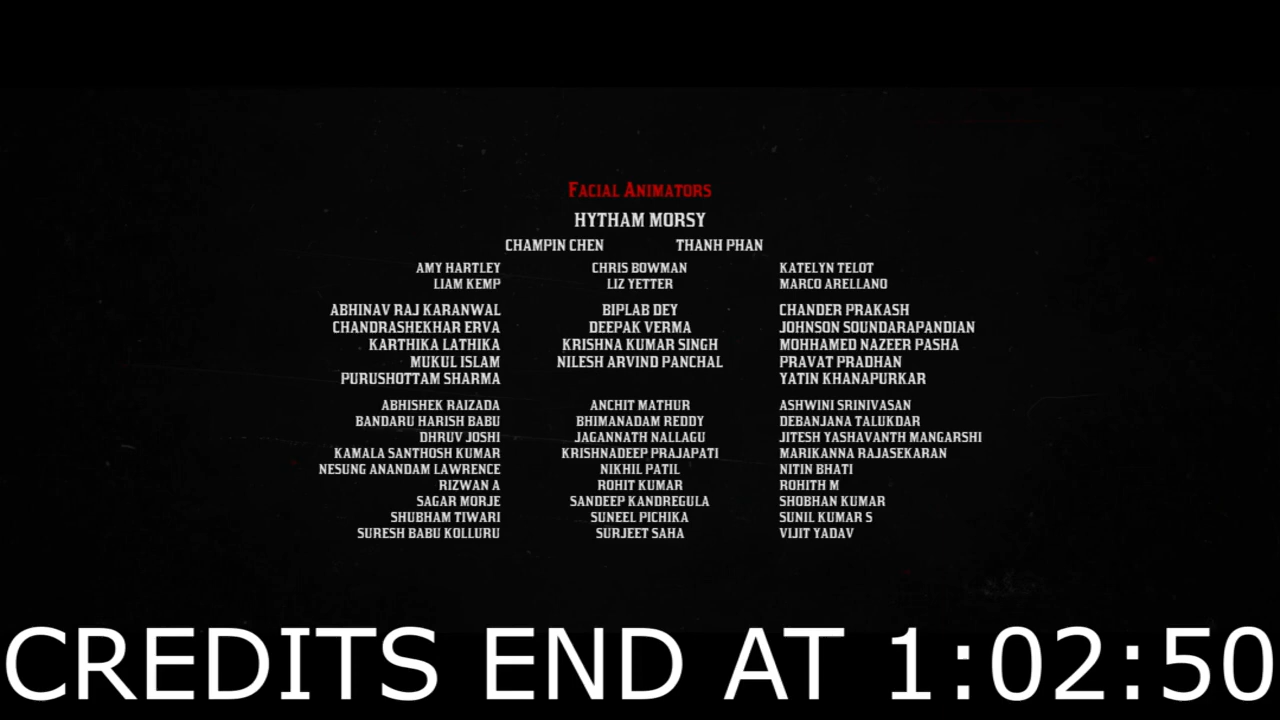 Facial Animators
HYTHAM MORSY
CHAMPIN CHEN THANH PHAN
AMY HARTLEY CHRIS BOWMAN KATELYN TELOT
LIAM KEMP LIZ YETTER MARCO ARELLANO
ABHINAV RAJ KARANWAL BIPLAB DEY CHANDER PRAKASH
CHANDRASHEKHAR ERVA DEEPAK VERMA JOHNSON SOUNDARAPANDIAN
KARTHIKA LATHIKA KRISHNA KUMAR SINGH MOHHAMED NAZEER PASHA
MUKUL ISLAM NILESH ARVIND PANCHAL PRAVAT PRADHAN
PURUSHOTTAM SHARMA YATIN KHANAPURKAR
ABHISHEK RAIZADA ANCHIT MATHUR ASHWINI SRINIVASAN
BANDARU HARISH BABU BHIMANADAM REDDY DEBANJANA TALUKDAR
DHRUV JOSHI JAGANNATH NALLAGU JITESH YASHAVANTH MANGARSHI
KAMALA SANTHOSH KUMAR KRISHNADEEP PRAJAPATI MARIKANNA RAJASEKARAN
NESUNG ANANDAM LAWRENCE NIKHIL PATIL NITIN BHATI
RIZWAN A ROHIT KUMAR ROHITH M
SAGAR MORJE SANDEEP KANDREGULA SHOBHAN KUMAR
SHUBHAM TIWARI SUNEEL PICHIKA SUNIL KUMAR S
SURESH BABU KOLLURU SURJEET SAHA VIJIT YADAV
CREDITS END AT 1:02:50